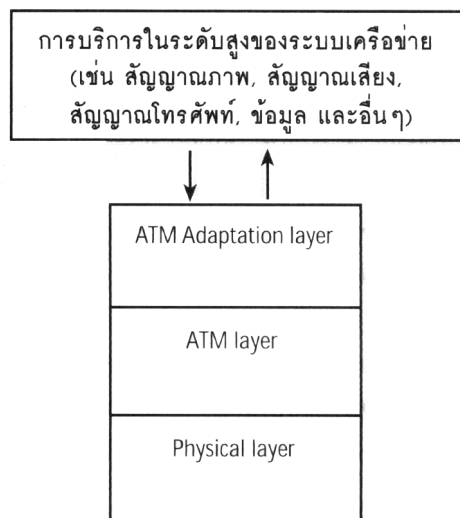 การบริการในระดับสูงของระบบเครือข่าย
(เช่น สัญญาณภาพ, สัญญาณเสียง,
สัญญาณโทรศัพท์, ข้อมูล และอื่นๆ)
ATM Adaptation layer
ATM layer
Physical layer